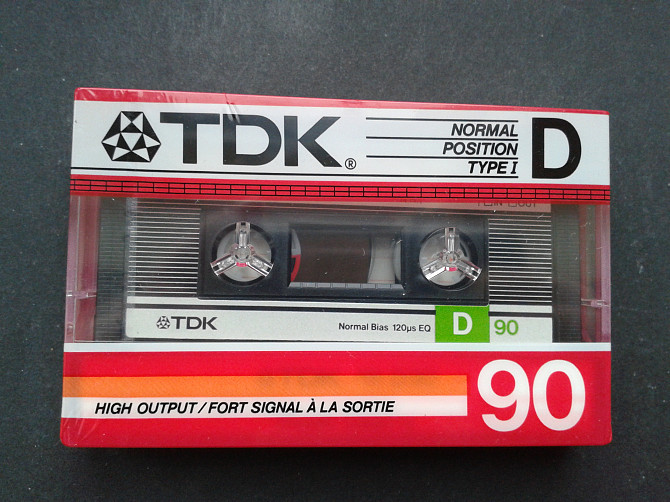 TDK®
NORMAL
POSITION
TYPE I
D
TDK
Normal Bias 120µs EQ
D
90
HIGH OUTPUT/FORT SIGNAL À LA SORTIE
90